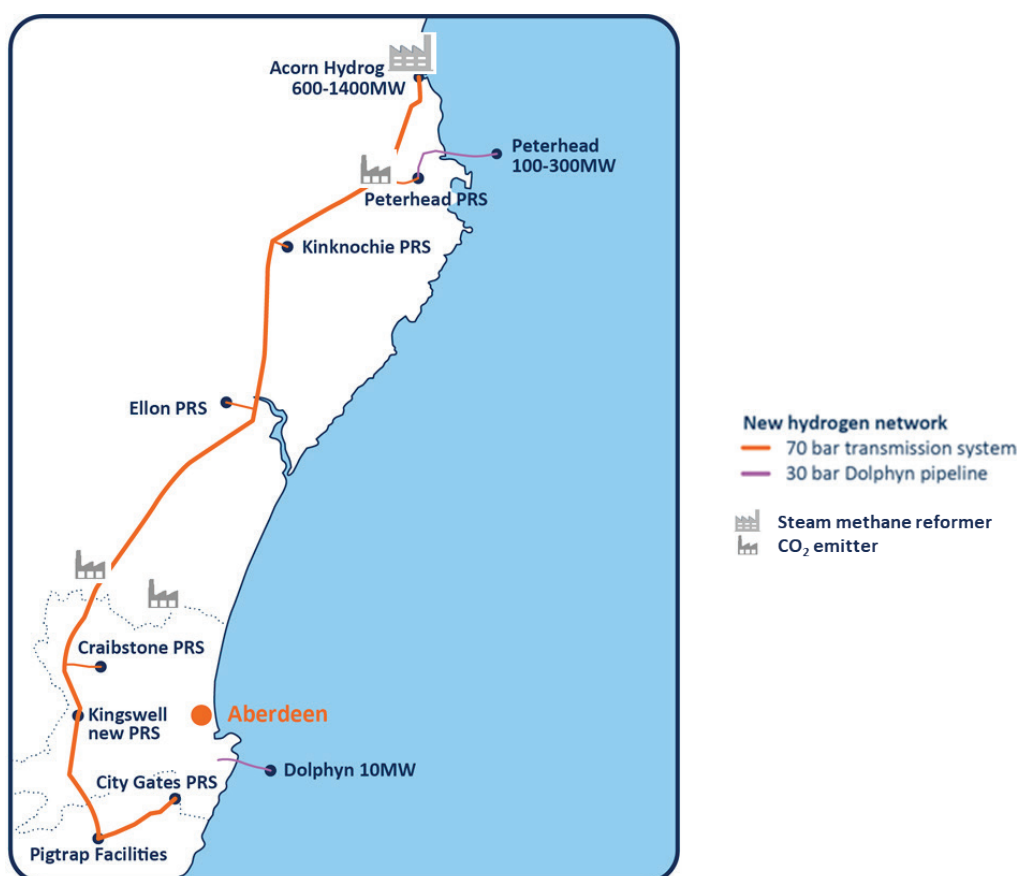 Acorn Hydrog
600-1400MW
Peterhead
100-300MW
Peterhead PRS
Kinknochie PRS
Ellon PRS
New hydrogen network
70 bar transmission system
30 bar Dolphyn pipeline
Steam methane reformer
CO₂ emitter
Craibstone PRS
Kingswell
new PRS
Aberdeen
Dolphyn 10MW
City Gates PRS
Pigtrap Facilities